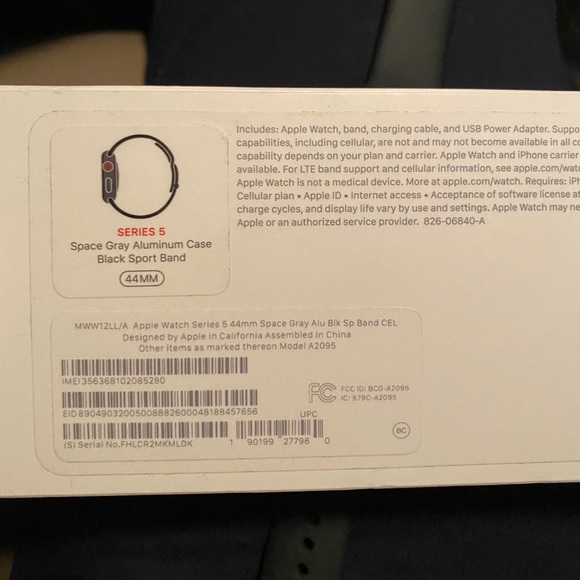 Includes: Apple Watch, band, charging cable, and USB Power Adapter.
capabilities, including cellular, are not and may not become available in all
capability depends on your plan and carrier. Apple Watch and iPhone carrier
available. For LTE band support and cellular information, see
Apple Watch is not a medical device. More at apple.com/watch. Requires:
Cellular plan • Apple ID • Internet access • Acceptance of software license
charge cycles, and display life vary by use and settings. Apple Watch may
Apple or an authorized service provider. 826-06840-A
SERIES 5
Space Gray Aluminum Case
Black Sport Band
44MM
MWW12LL/A Apple Watch Series 5 44mm Space Gray Alu Blk Sp Band CEL
Designed by Apple in California Assembled in China
Other items as marked thereon Model A2095
IMEI 356368102085280
EID 89049032005008882600048188457656
(S) Serial No.FHLCR2MKMLDK
UPC
1 90199 27796 0
FC
FCC ID: BCG-A2095
IC: 579C-A2095
BC